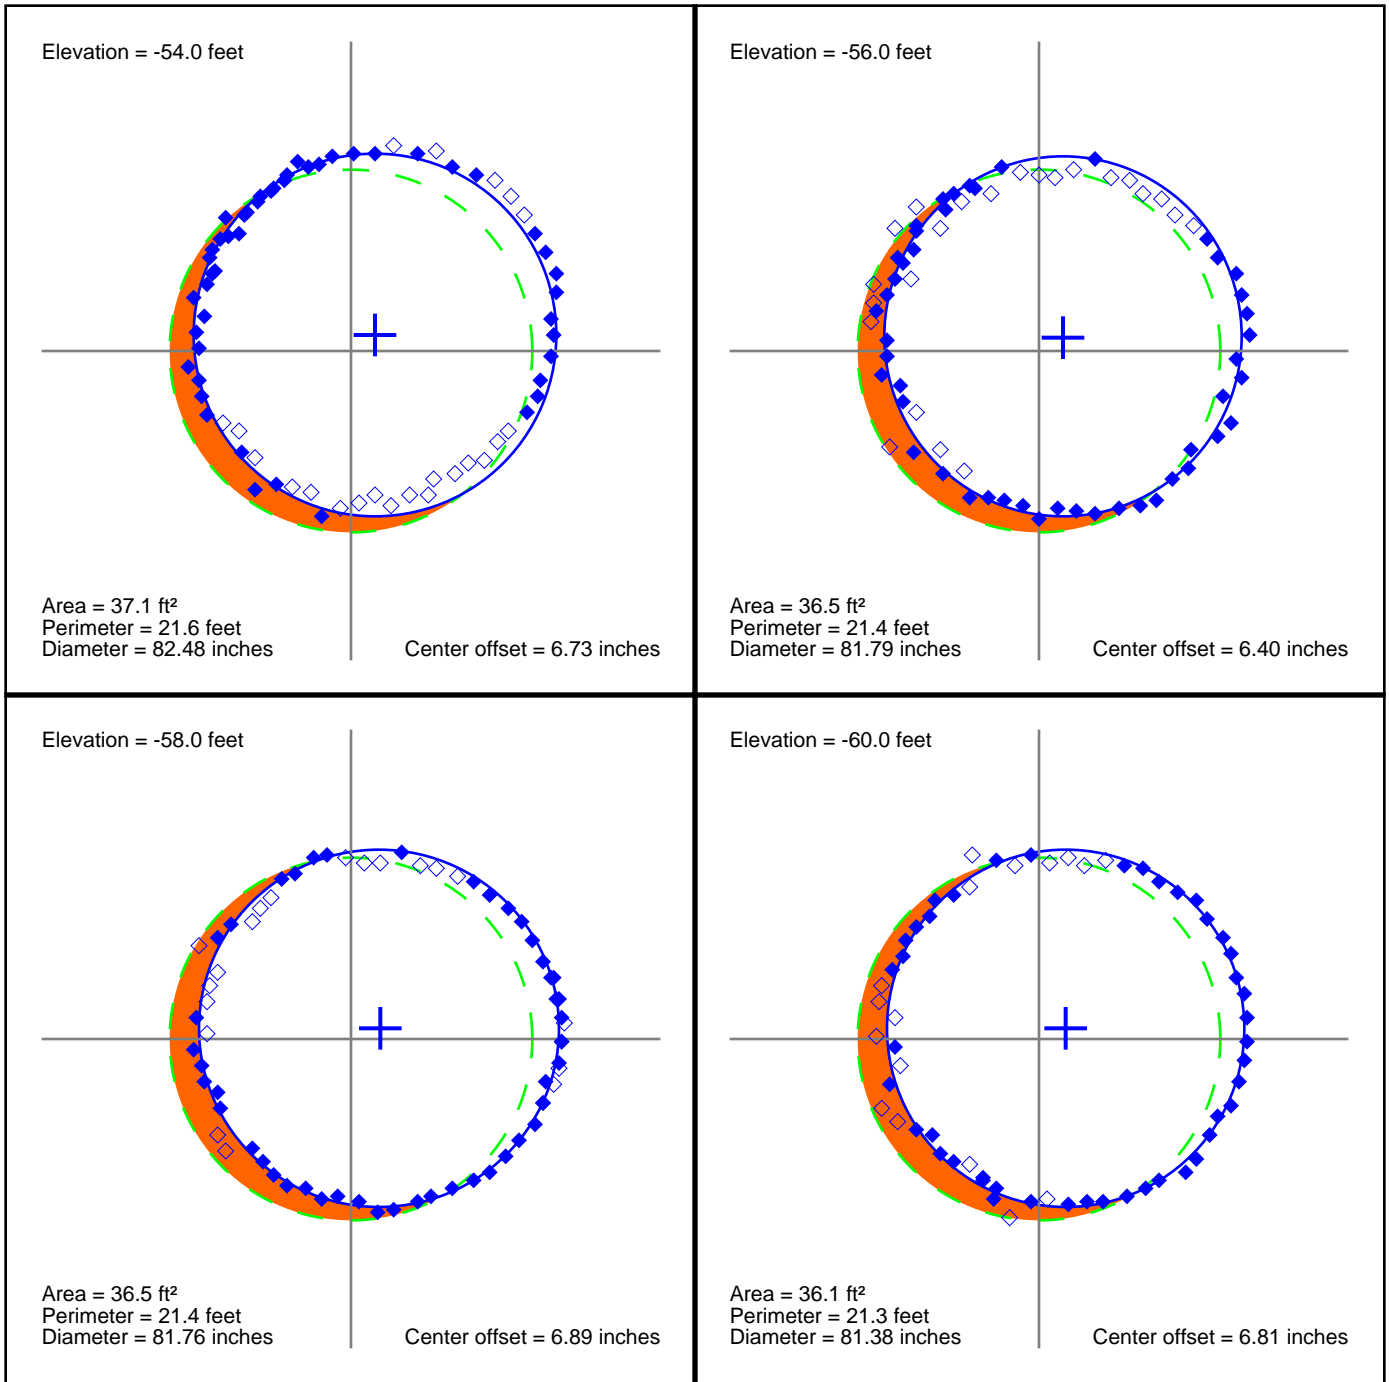 Elevation = -54.0 feet
Area = 37.1 ft²
Perimeter = 21.6 feet
Diameter = 82.48 inches
Center offset = 6.73 inches
Elevation = -56.0 feet
Area = 36.5 ft²
Perimeter = 21.4 feet
Diameter = 81.79 inches
Center offset = 6.40 inches
Elevation = -58.0 feet
Area = 36.5 ft²
Perimeter = 21.4 feet
Diameter = 81.76 inches
Center offset = 6.89 inches
Elevation = -60.0 feet
Area = 36.1 ft²
Perimeter = 21.3 feet
Diameter = 81.38 inches
Center offset = 6.81 inches